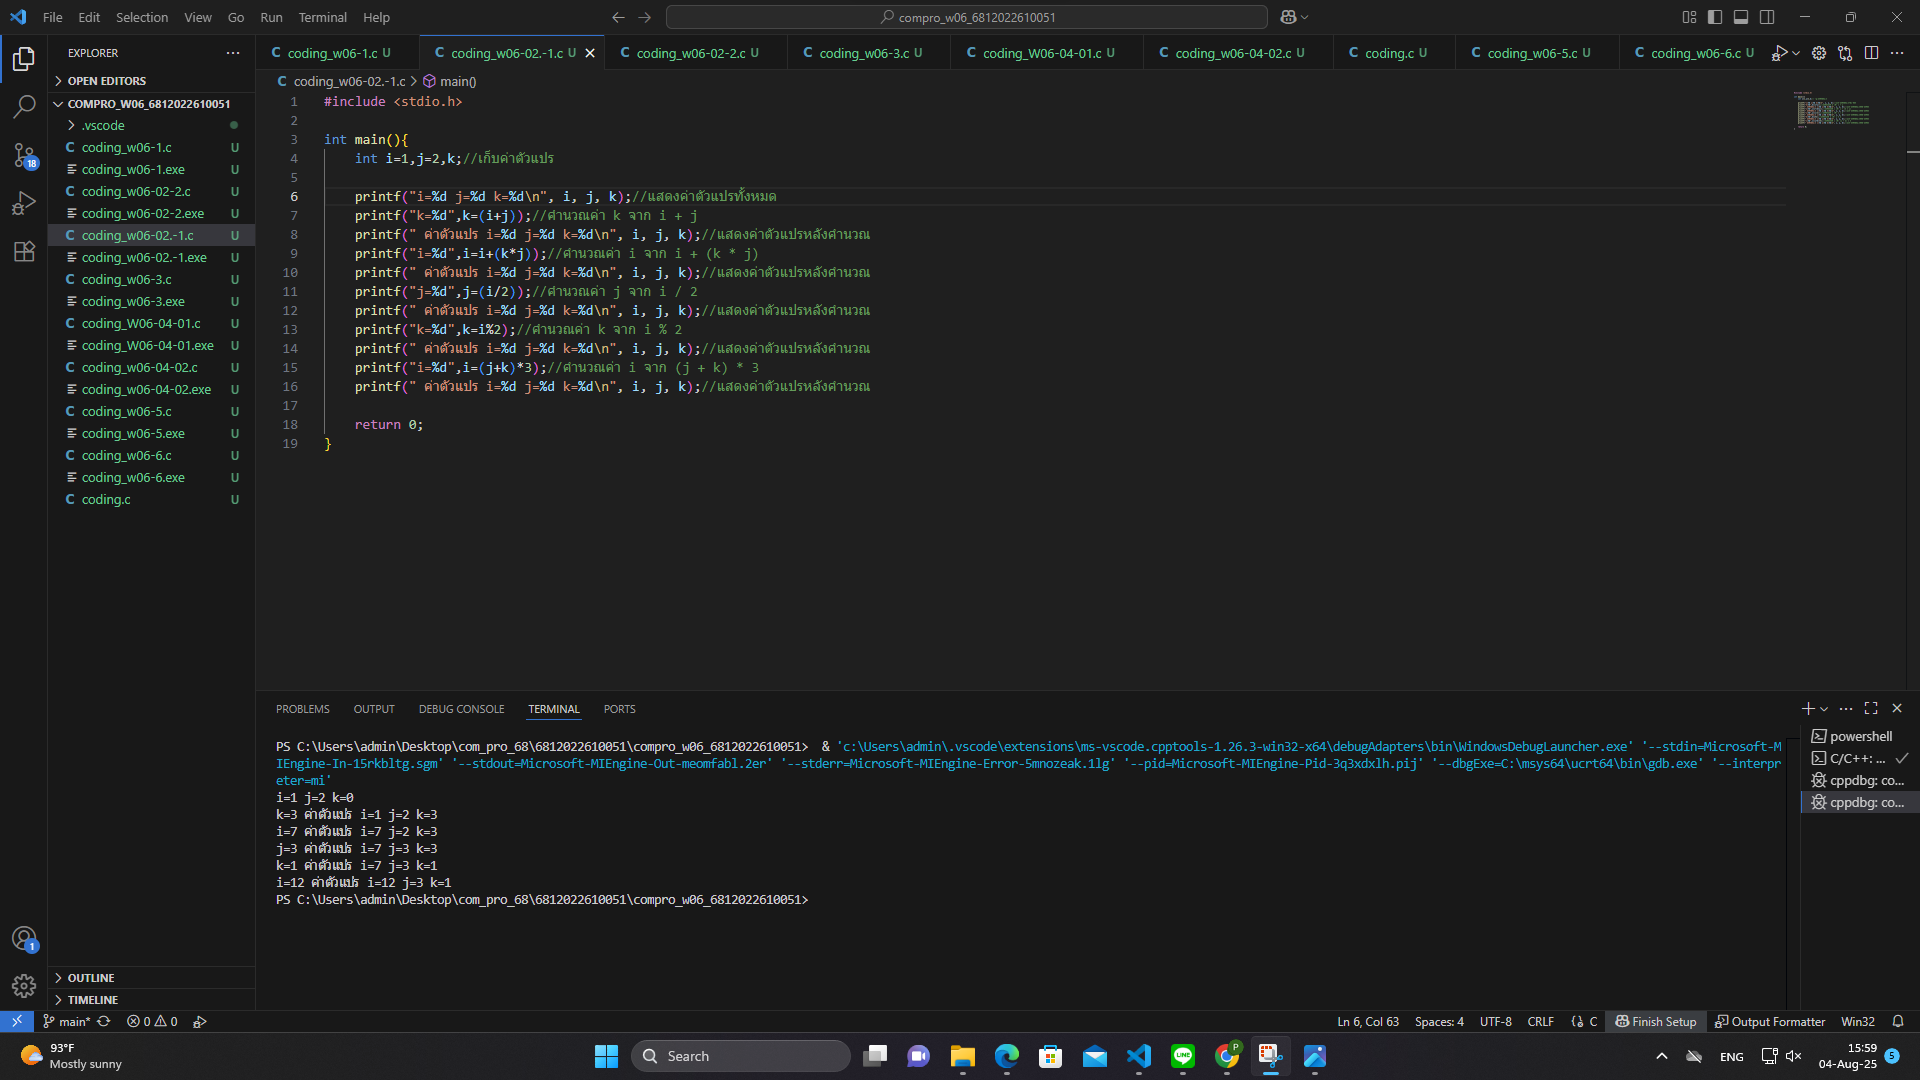 File Edit Selection View Go Run Terminal Help
compro_w06_6812022610051
EXPLORER
OPEN EDITORS
COMPRO_W06_6812022610051
.vscode
coding_w06-1.c U
coding_w06-1.exe U
coding_w06-02-2.c U
coding_w06-02-2.exe U
coding_w06-02.-1.c U
coding_w06-02.-1.exe U
coding_w06-3.c U
coding_w06-3.exe U
coding_W06-04-01.c U
coding_W06-04-01.exe U
coding_w06-04-02.c U
coding_w06-04-02.exe U
coding_w06-5.c U
coding_w06-5.exe U
coding_w06-6.c U
coding_w06-6.exe U
coding.c U
OUTLINE
TIMELINE
coding_w06-1.c U coding_w06-02.-1.c U coding_w06-02-2.c U coding_w06-3.c U coding_W06-04-01.c U coding_w06-04-02.c U coding.c U coding_w06-5.c U coding_w06-6.c U
coding_w06-02.-1.c > main()
1 #include <stdio.h>
2
3 int main(){
4 int i=1,j=2,k;//เก็บค่าตัวแปร
5
6 printf("i=%d j=%d k=%d\n", i, j, k);//แสดงค่าตัวแปรทั้งหมด
7 printf("k=%d",k=(i+j));//คำนวณค่า k จาก i + j
8 printf(" ค่าตัวแปร i=%d j=%d k=%d\n", i, j, k);//แสดงค่าตัวแปรหลังคำนวณ
9 printf("i=%d",i=i+(k*j));//คำนวณค่า i จาก i + (k * j)
10 printf(" ค่าตัวแปร i=%d j=%d k=%d\n", i, j, k);//แสดงค่าตัวแปรหลังคำนวณ
11 printf("j=%d",j=(i/2));//คำนวณค่า j จาก i / 2
12 printf(" ค่าตัวแปร i=%d j=%d k=%d\n", i, j, k);//แสดงค่าตัวแปรหลังคำนวณ
13 printf("k=%d",k=i%2);//คำนวณค่า k จาก i % 2
14 printf(" ค่าตัวแปร i=%d j=%d k=%d\n", i, j, k);//แสดงค่าตัวแปรหลังคำนวณ
15 printf("i=%d",i=(j+k)*3);//คำนวณค่า i จาก (j + k) * 3
16 printf(" ค่าตัวแปร i=%d j=%d k=%d\n", i, j, k);//แสดงค่าตัวแปรหลังคำนวณ
17
18 return 0;
19 }
PROBLEMS OUTPUT DEBUG CONSOLE TERMINAL PORTS
PS C:\Users\admin\Desktop\com_pro_68\6812022610051\compro_w06_6812022610051> & 'c:\Users\admin\.vscode\extensions\ms-vscode.cpptools-1.26.3-win32-x64\debugAdapters\bin\WindowsDebugLauncher.exe' '--stdin=Microsoft-M
IEngine-In-15rkbltg.sgm' '--stdout=Microsoft-MIEngine-Out-meomfabl.2er' '--stderr=Microsoft-MIEngine-Error-5mnozeak.1lg' '--pid=Microsoft-MIEngine-Pid-3q3xdxlh.pij' '--dbgExe=C:\msys64\ucrt64\bin\gdb.exe' '--interpr
eter=mi'
i=1 j=2 k=0
k=3 ค่าตัวแปร i=1 j=2 k=3
i=7 ค่าตัวแปร i=7 j=2 k=3
j=3 ค่าตัวแปร i=7 j=3 k=3
k=1 ค่าตัวแปร i=7 j=3 k=1
i=12 ค่าตัวแปร i=12 j=3 k=1
PS C:\Users\admin\Desktop\com_pro_68\6812022610051\compro_w06_6812022610051>
powershell
C/C++: ...
cppdbg: co...
cppdbg: co...
18
1
main* 0 0
Ln 6, Col 63 Spaces: 4 UTF-8 CRLF {} C Finish Setup Output Formatter Win32
93°F
Mostly sunny
Search
ENG
15:59
04-Aug-25
5